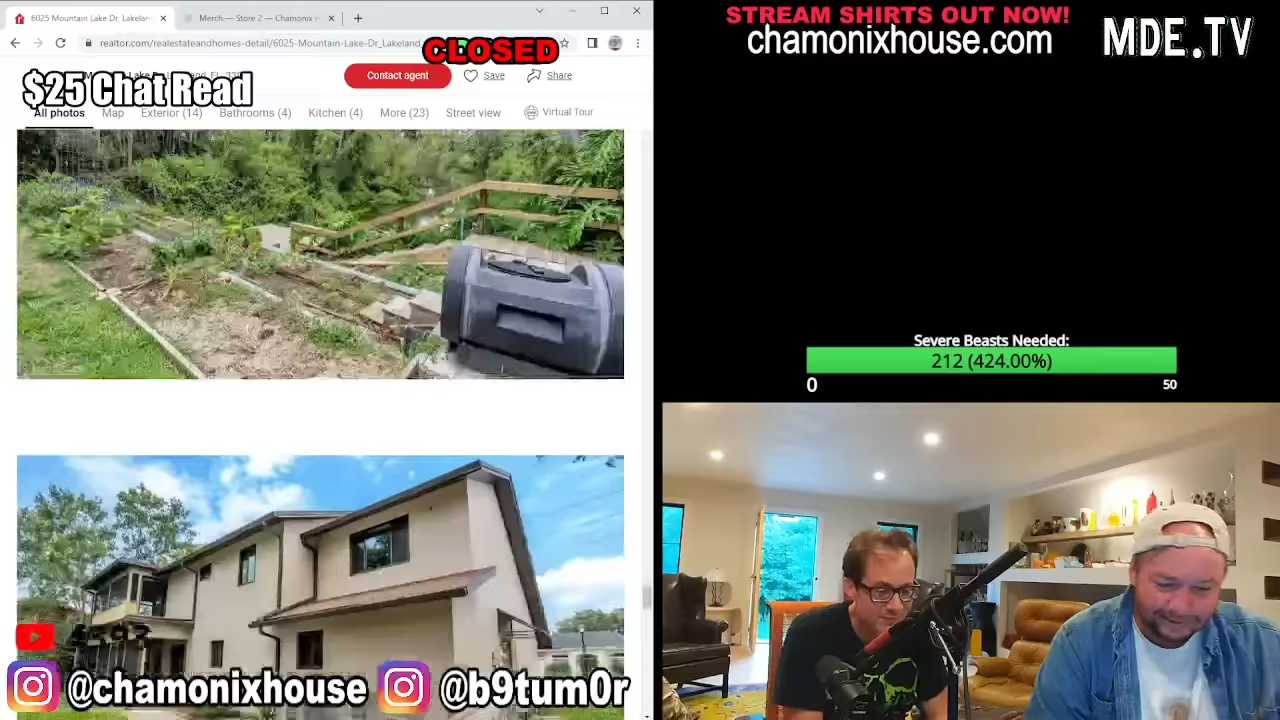 6025 Mountain Lake Dr, Lakeland
Merch — Store 2 — Chamonix H
realtor.com/realestateandhomes-detail/6025-Mountain-Lake-Dr_Lakeland_
CLOSED
$25 Chat Read
Contact agent
Save
Share
All photos
Map
Exterior (14)
Bathrooms (4)
Kitchen (4)
More (23)
Street view
Virtual Tour
@chamonixhouse
@b9tum0r
STREAM SHIRTS OUT NOW!
chamonixhouse.com
MDE.TV
Severe Beasts Needed:
212 (424.00%)
0
50